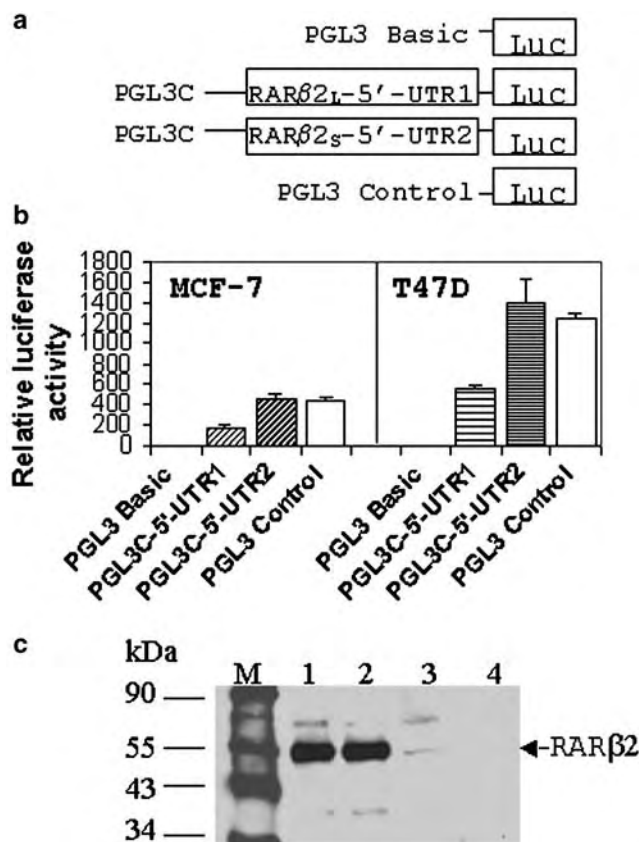 a
PGL3 Basic Luc
PGL3C RARβ2L-5′-UTR1 Luc
PGL3C RARβ2S-5′-UTR2 Luc
PGL3 Control Luc
b
Relative luciferase activity
1800
1600
1400
1200
1000
800
600
400
200
0
MCF-7 T47D
PGL3 Basic
PGL3C-5'-UTR1
PGL3C-5'-UTR2
PGL3 Control
PGL3 Basic
PGL3C-5'-UTR1
PGL3C-5'-UTR2
PGL3 Control
c
kDa M 1 2 3 4
90
55 -RARβ2
43
34